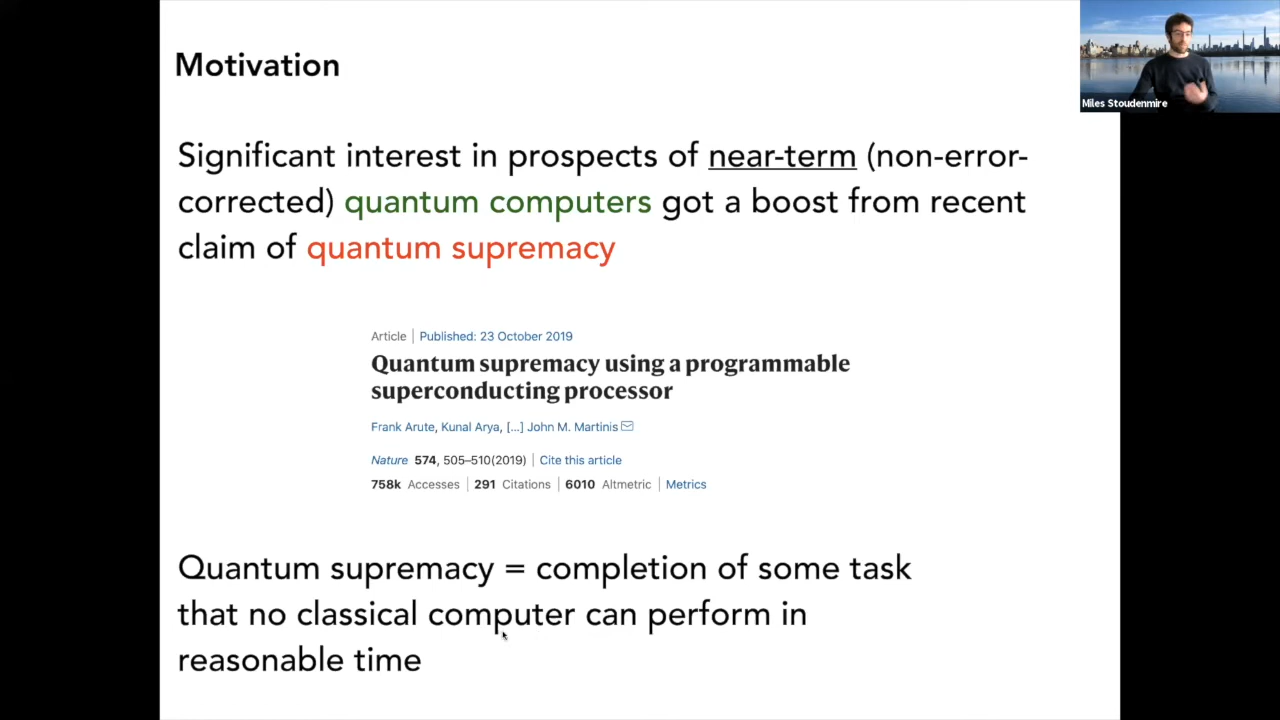 Motivation
Miles Stoudenmire
Significant interest in prospects of near-term (non-error-
corrected) quantum computers got a boost from recent
claim of quantum supremacy
Article | Published: 23 October 2019
Quantum supremacy using a programmable
superconducting processor
Frank Arute, Kunal Arya, [...] John M. Martinis
Nature 574, 505–510(2019) | Cite this article
758k Accesses | 291 Citations | 6010 Altmetric | Metrics
Quantum supremacy = completion of some task
that no classical computer can perform in
reasonable time